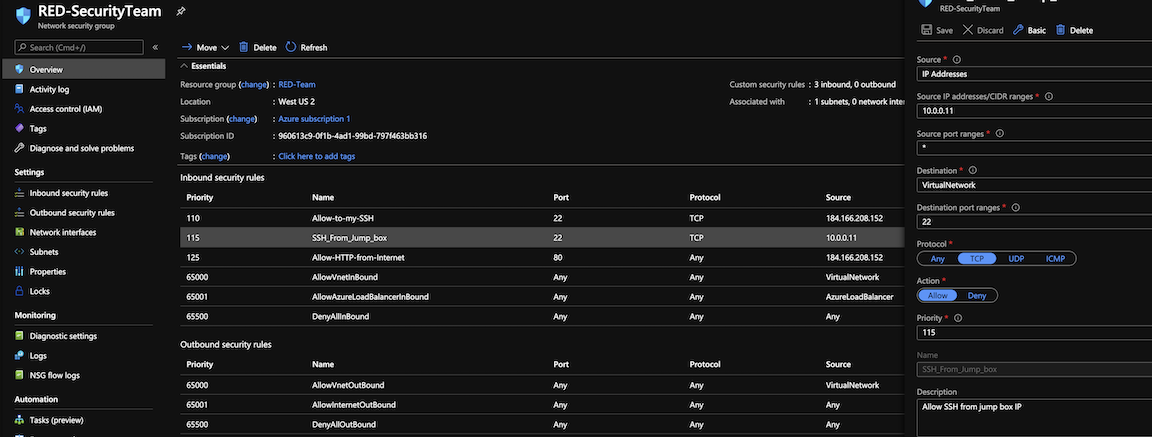 RED-SecurityTeam
Network security group
Search (Cmd+/)
«
Overview
Activity log
Access control (IAM)
Tags
Diagnose and solve problems
Settings
Inbound security rules
Outbound security rules
Network interfaces
Subnets
Properties
Locks
Monitoring
Diagnostic settings
Logs
NSG flow logs
Automation
Tasks (preview)
Move Delete Refresh
Essentials
Resource group (change) : RED-Team
Location : West US 2
Subscription (change) : Azure subscription 1
Subscription ID : 960613c9-0f1b-4ad1-99bd-797f463bb316
Tags (change) : Click here to add tags
Custom security rules : 3 inbound, 0 outbound
Associated with : 1 subnets, 0 network inter
Inbound security rules
Priority Name Port Protocol Source
110 Allow-to-my-SSH 22 TCP 184.166.208.152
115 SSH_From_Jump_box 22 TCP 10.0.0.11
125 Allow-HTTP-from-Internet 80 Any 184.166.208.152
65000 AllowVnetInBound Any Any VirtualNetwork
65001 AllowAzureLoadBalancerInBound Any Any AzureLoadBalancer
65500 DenyAllInBound Any Any Any
Outbound security rules
Priority Name Port Protocol Source
65000 AllowVnetOutBound Any Any VirtualNetwork
65001 AllowInternetOutBound Any Any Any
65500 DenyAllOutBound Any Any Any
RED-SecurityTeam
Save Discard Basic Delete
Source *
IP Addresses
Source IP addresses/CIDR ranges *
10.0.0.11
Source port ranges *
*
Destination *
VirtualNetwork
Destination port ranges *
22
Protocol *
Any TCP UDP ICMP
Action *
Allow Deny
Priority *
115
Name
SSH_From_Jump_box
Description
Allow SSH from jump box IP